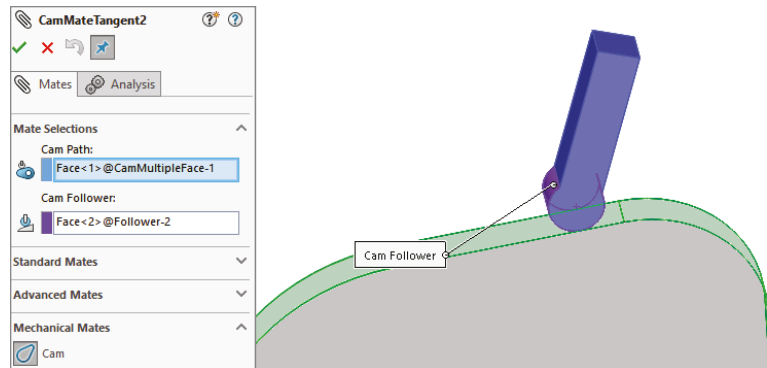 CamMateTangent2
Mates
Analysis
Mate Selections
Cam Path:
Face<1>@CamMultipleFace-1
Cam Follower:
Face<2>@Follower-2
Standard Mates
Advanced Mates
Mechanical Mates
Cam
Cam Follower